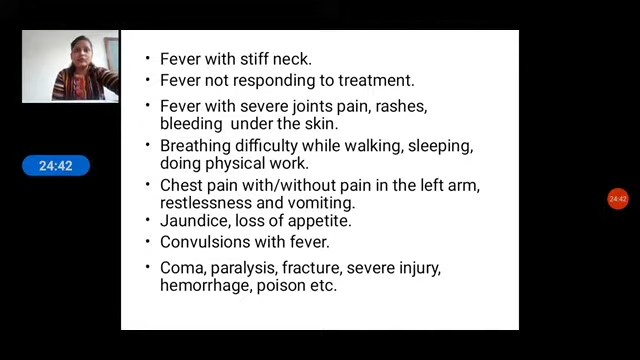 • Fever with stiff neck.
• Fever not responding to treatment.
• Fever with severe joints pain, rashes,
bleeding under the skin.
• Breathing difficulty while walking, sleeping,
doing physical work.
• Chest pain with/without pain in the left arm,
restlessness and vomiting.
• Jaundice, loss of appetite.
• Convulsions with fever.
• Coma, paralysis, fracture, severe injury,
hemorrhage, poison etc.
24:42
24:42